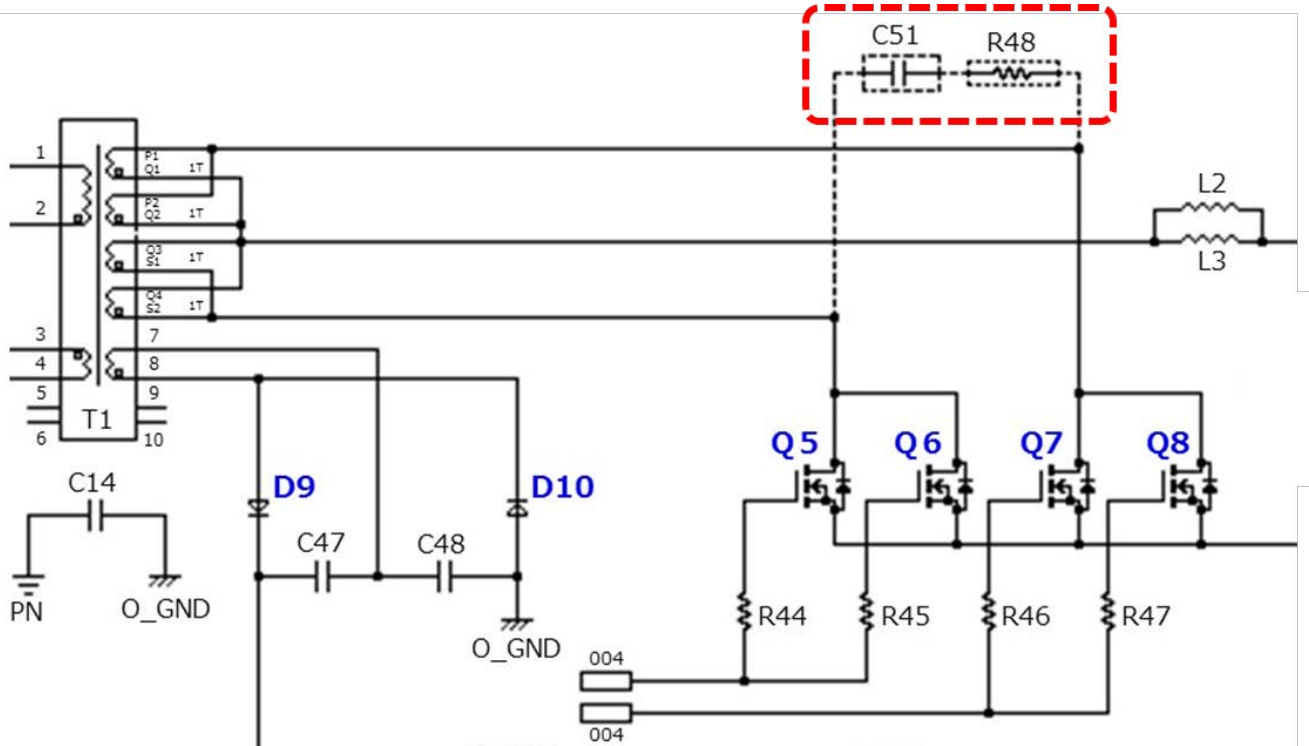 C51
R48
1
P1
Q1
1T
2
P2
Q2
1T
Q3
S1
1T
Q4
S2
1T
3
7
4
8
5
9
6
10
T1
L2
L3
Q5
Q6
Q7
Q8
C14
D9
D10
C47
C48
PN
O_GND
O_GND
R44
R45
R46
R47
004
004